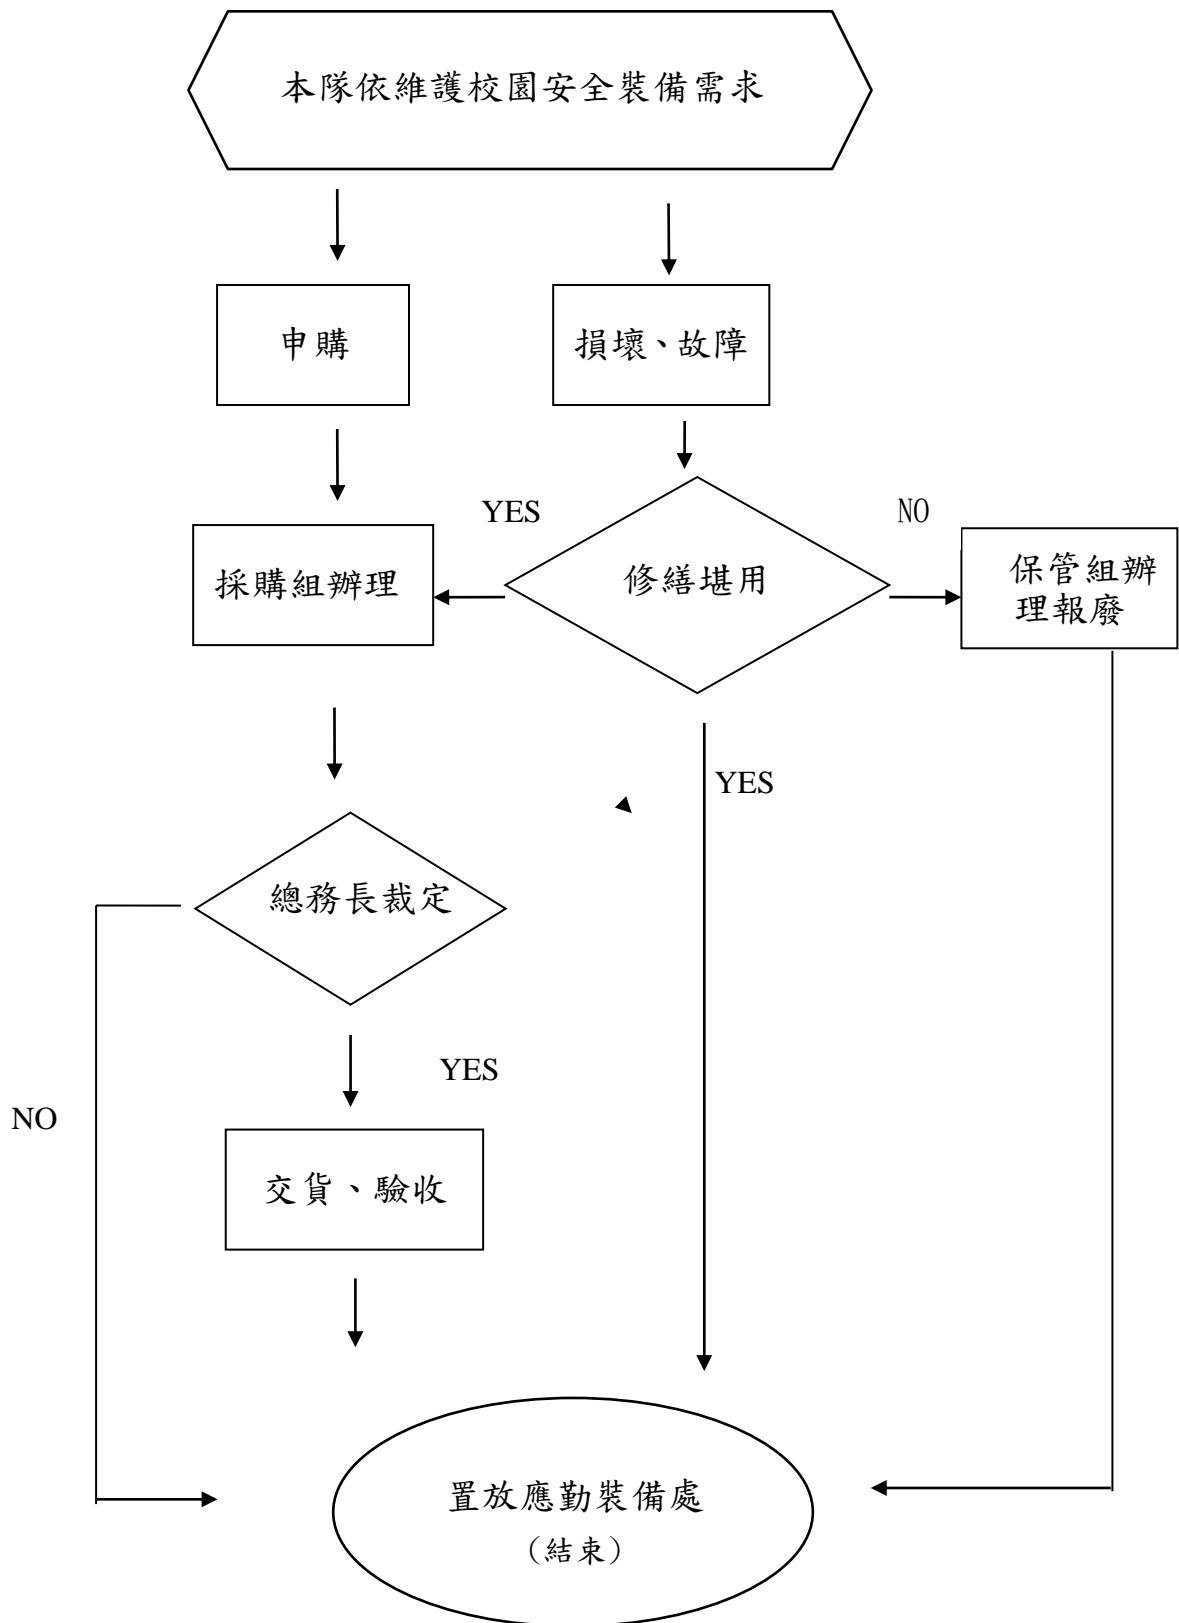 本隊依維護校園安全裝備需求
申購
損壞、故障
YES
NO
採購組辦理
修繕堪用
保管組辦
理報廢
YES
總務長裁定
YES
NO
交貨、驗收
置放應勤裝備處
（結束）